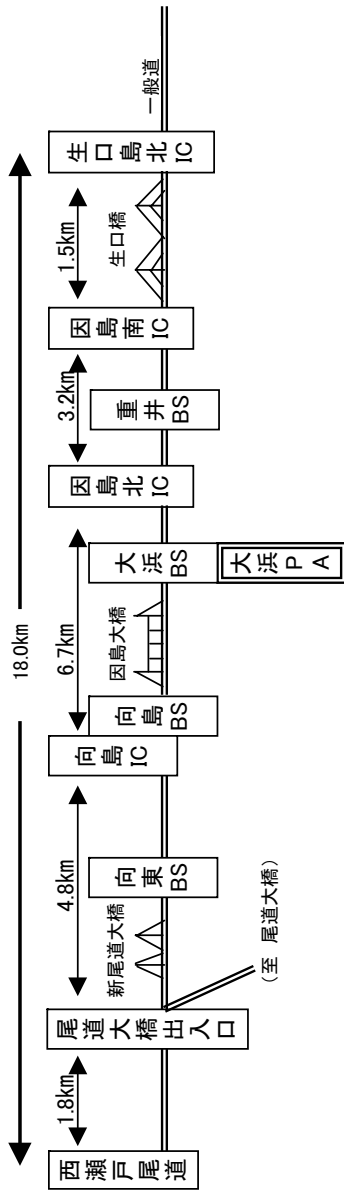 18.0km
1.8km
4.8km
6.7km
3.2km
1.5km
西瀬戸尾道
尾道大橋出入口
新尾道大橋
向東BS
向島IC
向島BS
因島大橋
大浜BS
大浜PA
因島北IC
重井BS
因島南IC
生口橋
生口島北IC
一般道
(至 尾道大橋)